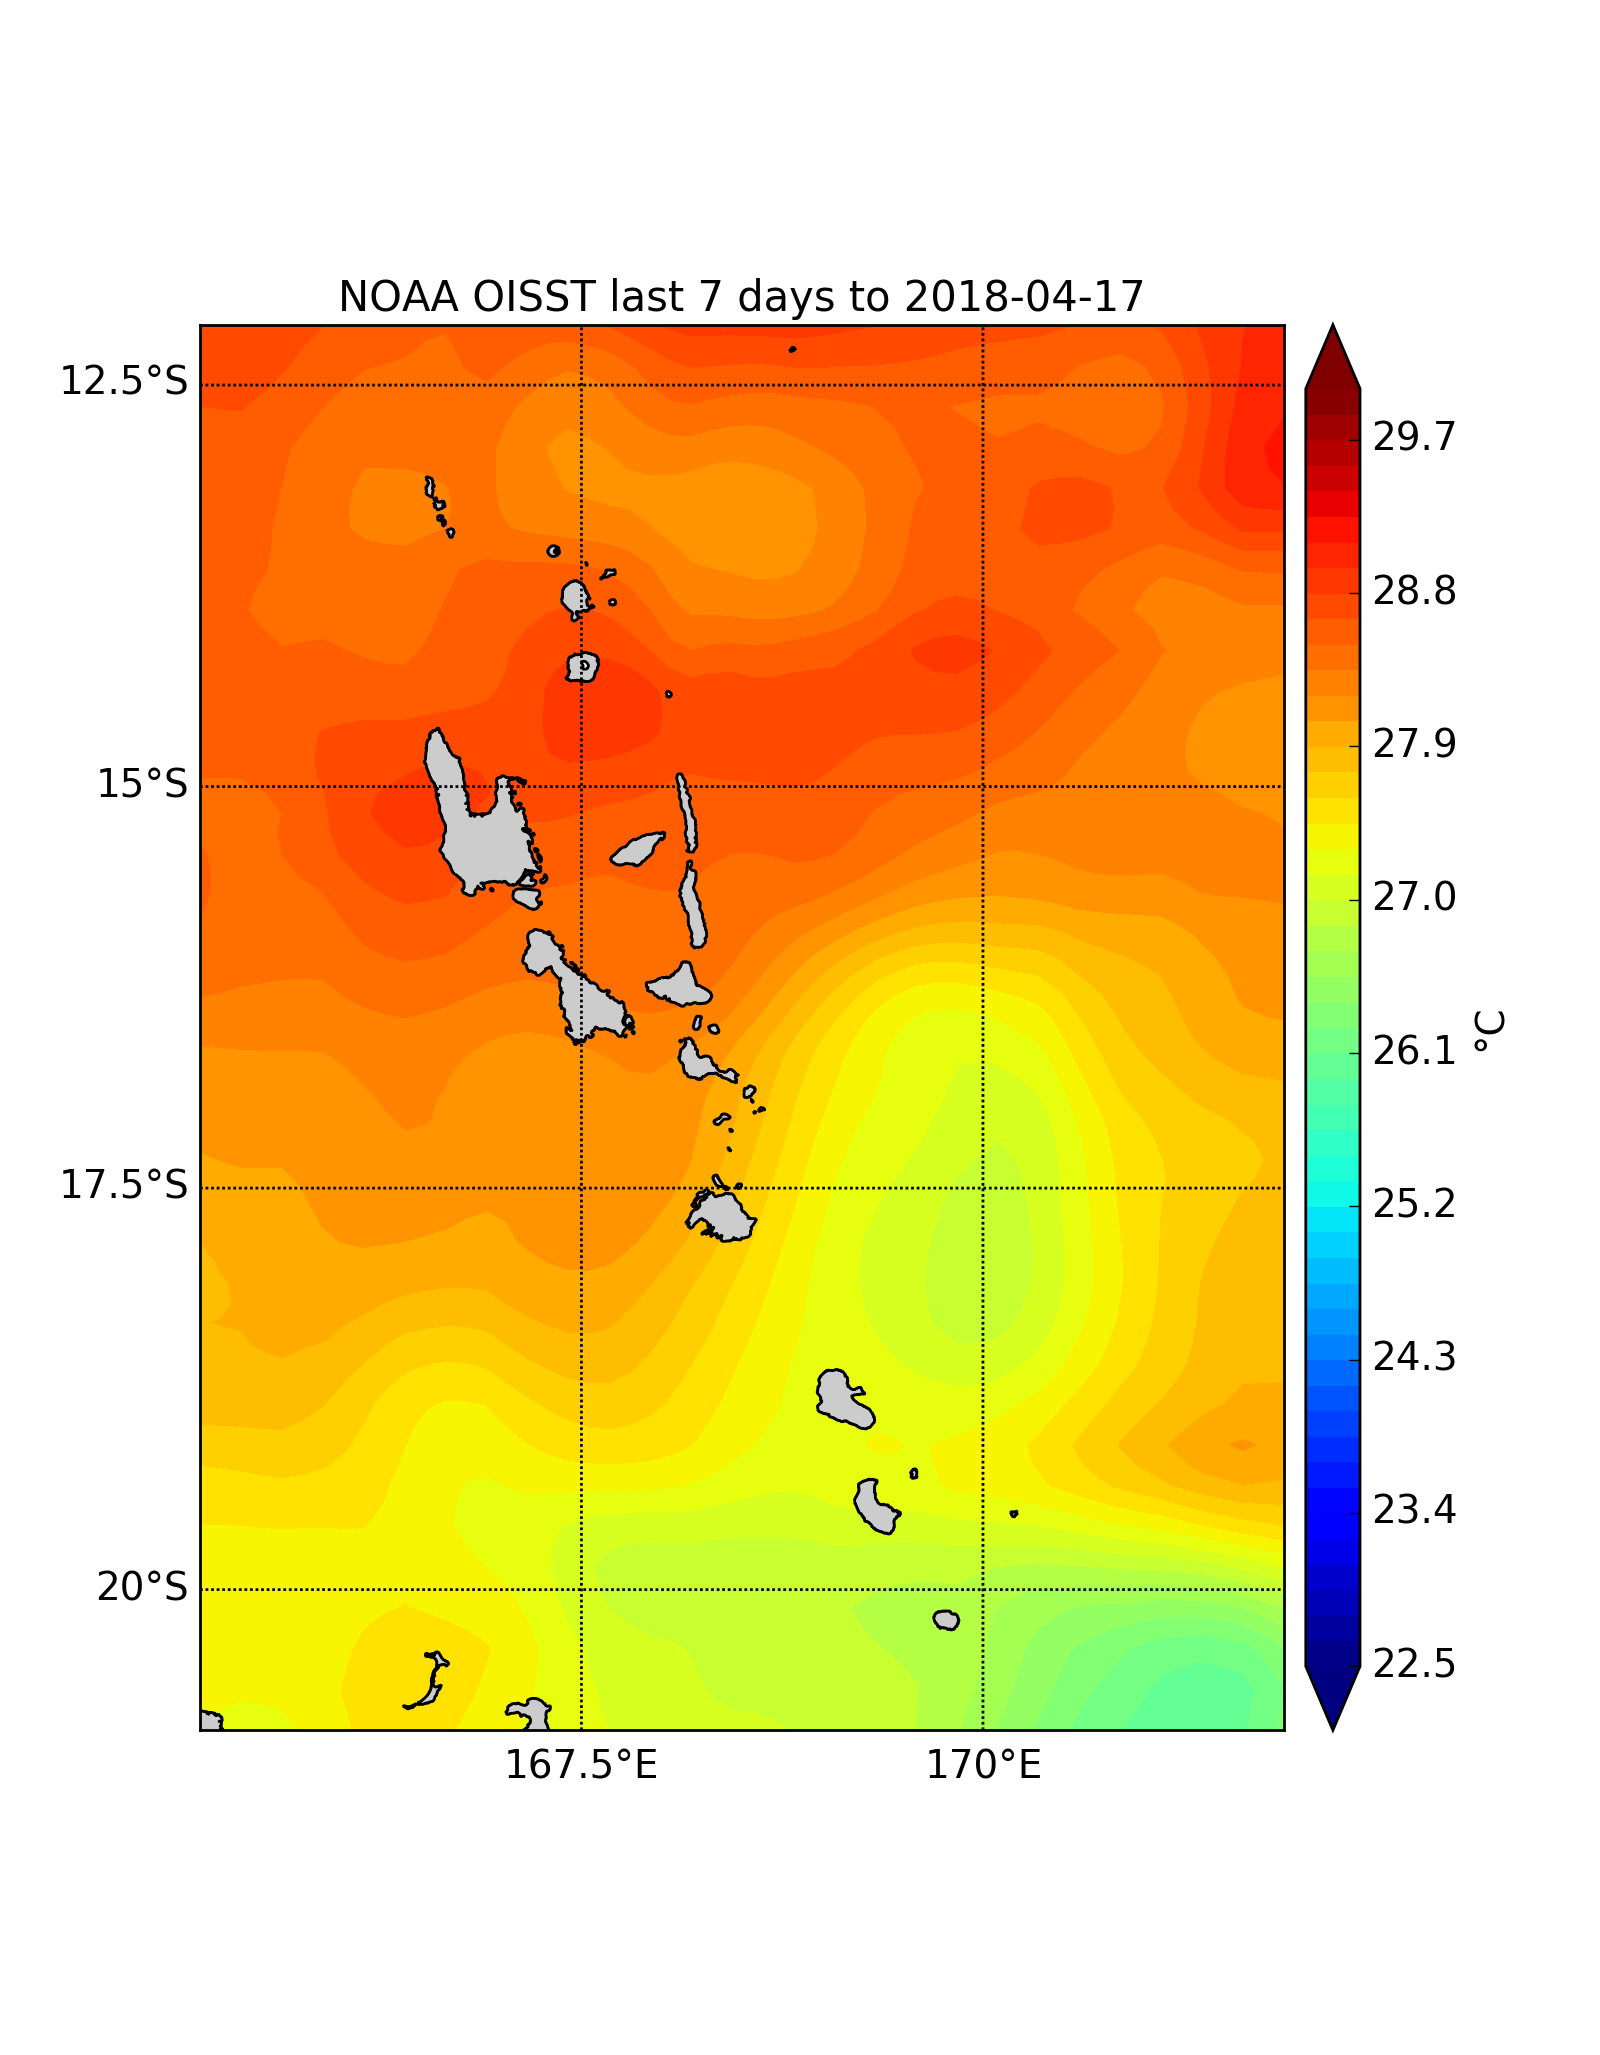 NOAA OISST last 7 days to 2018-04-17
12.5°S
15°S
17.5°S
20°S
167.5°E
170°E
29.7
28.8
27.9
27.0
26.1
25.2
24.3
23.4
22.5
°C